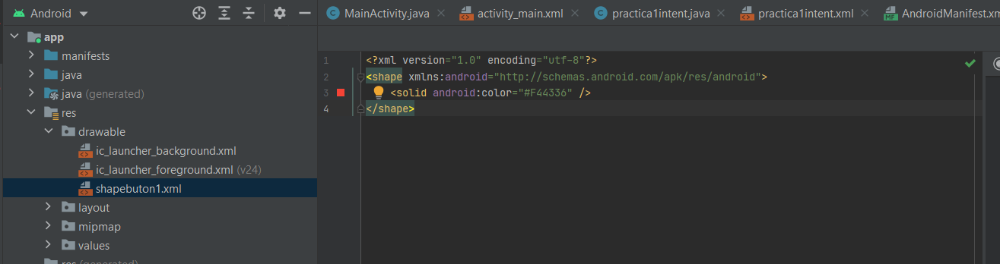 Android
MainActivity.java
activity_main.xml
practica1intent.java
practica1intent.xml
AndroidManifest.xm
app
manifests
java
java (generated)
res
drawable
ic_launcher_background.xml
ic_launcher_foreground.xml (v24)
shapebuton1.xml
layout
mipmap
values
res (generated)
1 <?xml version="1.0" encoding="utf-8"?>
2 <shape xmlns:android="http://schemas.android.com/apk/res/android">
3 <solid android:color="#F44336" />
4 </shape>